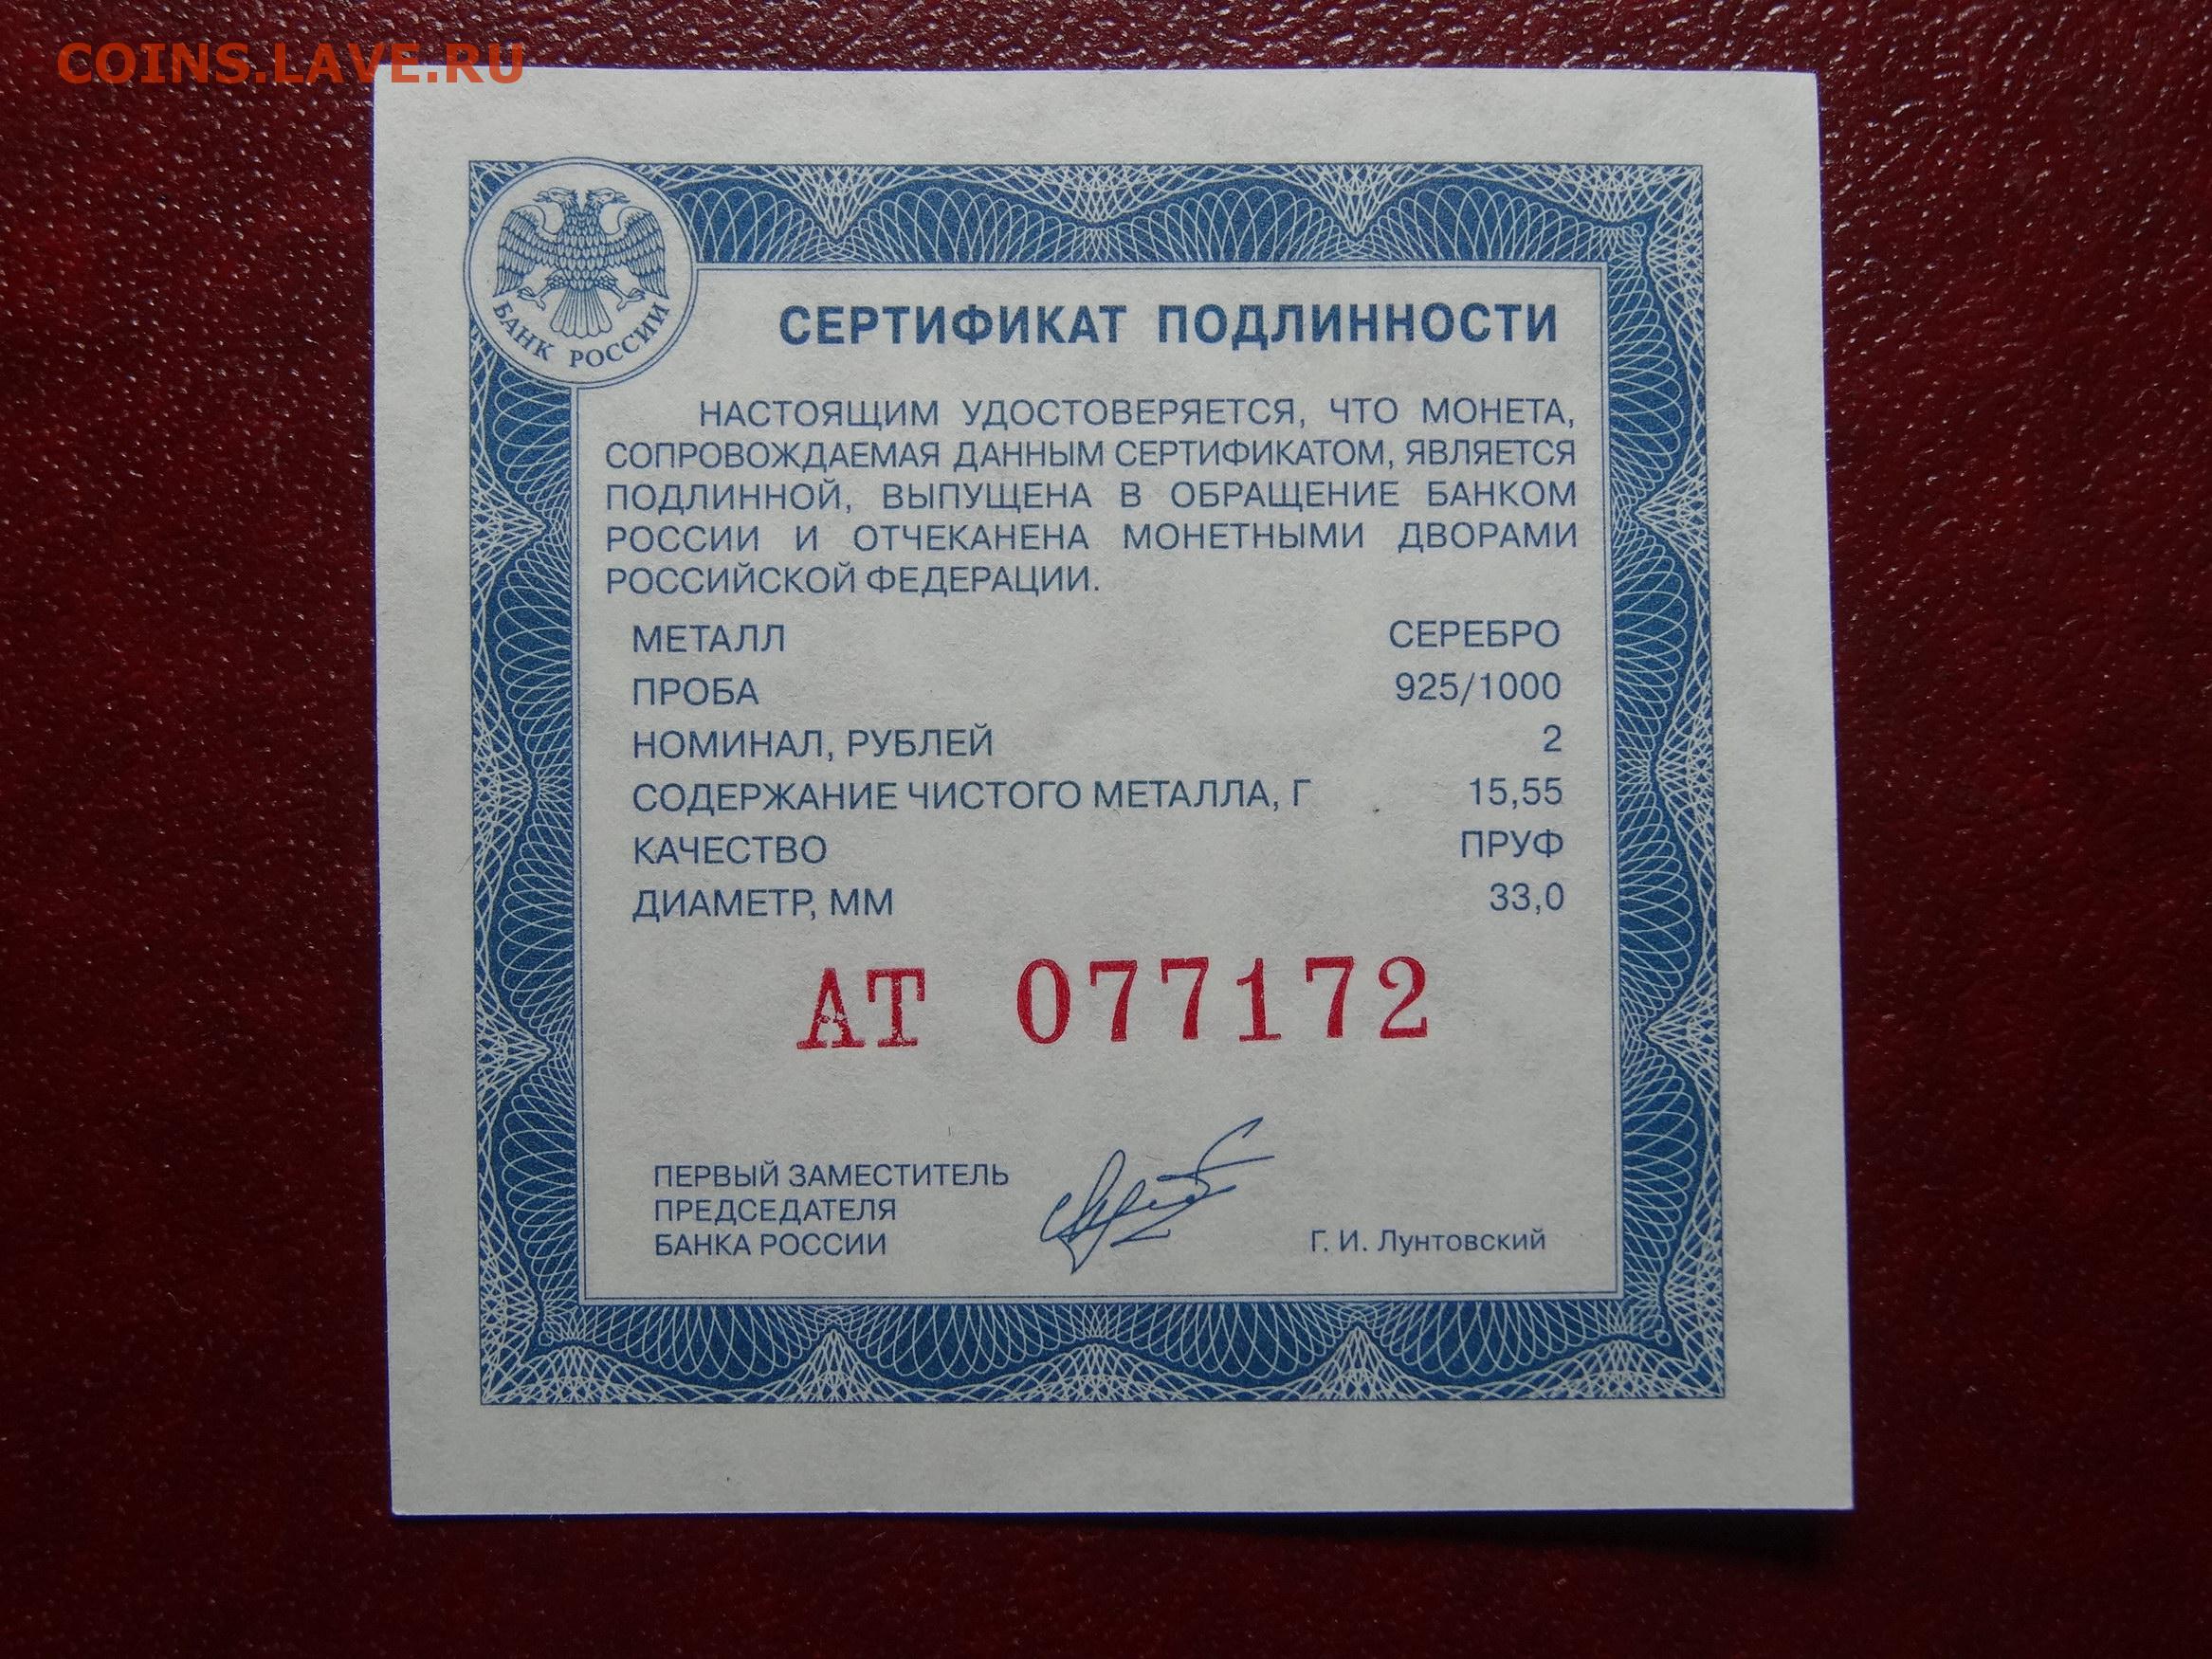 COINS.LAVE.RU
БАНК РОССИИ
СЕРТИФИКАТ ПОДЛИННОСТИ
НАСТОЯЩИМ УДОСТОВЕРЯЕТСЯ, ЧТО МОНЕТА,
СОПРОВОЖДАЕМАЯ ДАННЫМ СЕРТИФИКАТОМ, ЯВЛЯЕТСЯ
ПОДЛИННОЙ, ВЫПУЩЕНА В ОБРАЩЕНИЕ БАНКОМ
РОССИИ И ОТЧЕКАНЕНА МОНЕТНЫМИ ДВОРАМИ
РОССИЙСКОЙ ФЕДЕРАЦИИ.
МЕТАЛЛ СЕРЕБРО
ПРОБА 925/1000
НОМИНАЛ, РУБЛЕЙ 2
СОДЕРЖАНИЕ ЧИСТОГО МЕТАЛЛА, Г 15,55
КАЧЕСТВО ПРУФ
ДИАМЕТР, ММ 33,0
АТ 077172
ПЕРВЫЙ ЗАМЕСТИТЕЛЬ
ПРЕДСЕДАТЕЛЯ
БАНКА РОССИИ
Г. И. Лунтовский